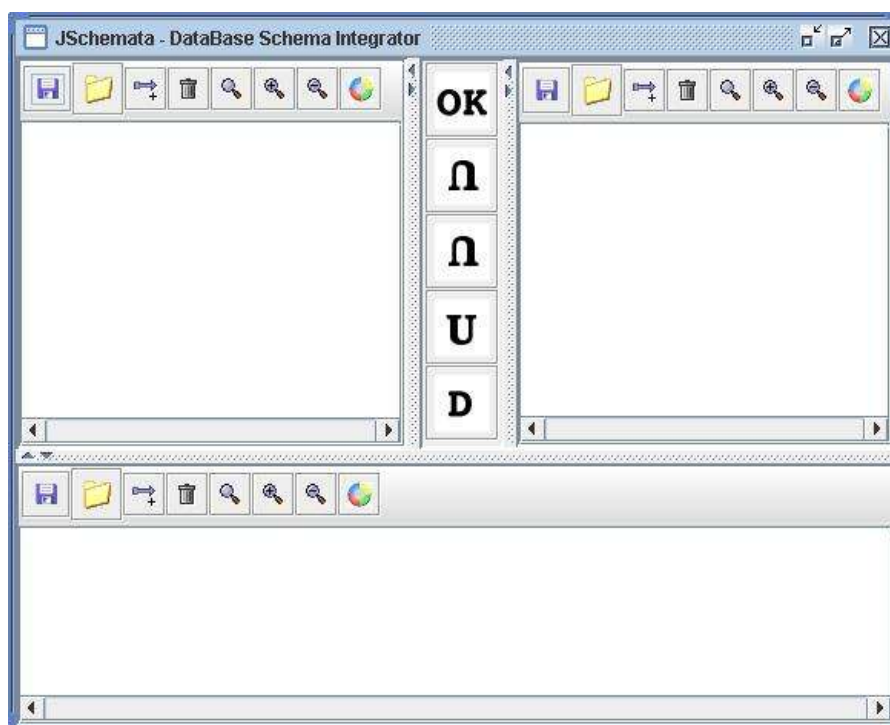 JSchemata - DataBase Schema Integrator
OK
Ո
Ո
U
D